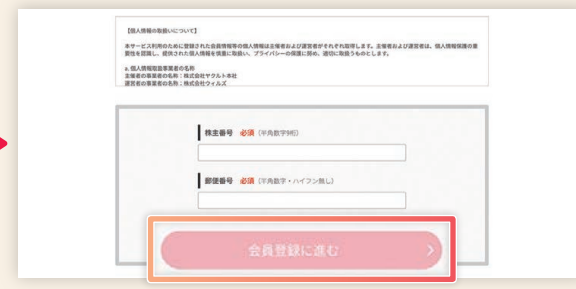 【個人情報の取扱いについて】
本サービス利用のために登録された会員情報等の個人情報は主催者および運営者がそれぞれ取得します。主催者および運営者は、個人情報保護の重
要性を認識し、提供された個人情報を慎重に取扱い、プライバシーの保護に努め、適切に取扱うものとします。
a. 個人情報取扱事業者の名称
主催者の事業者の名称:株式会社ヤクルト本社
運営者の事業者の名称:株式会社ウィルズ
株主番号 必須 (半角数字9桁)
郵便番号 必須 (半角数字・ハイフン無し)
会員登録に進む